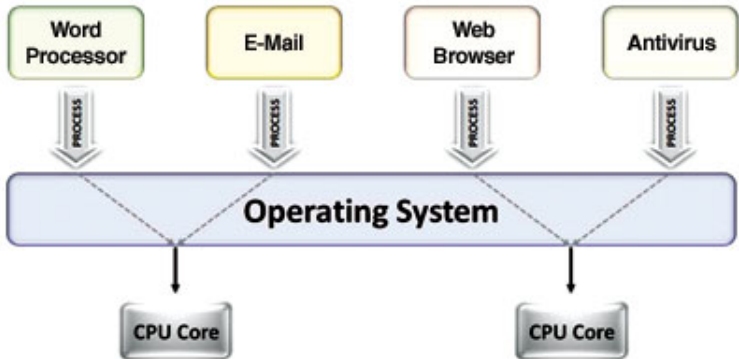 Word
Processor
E-Mail
Web
Browser
Antivirus
PROCESS
PROCESS
PROCESS
PROCESS
Operating System
CPU Core
CPU Core